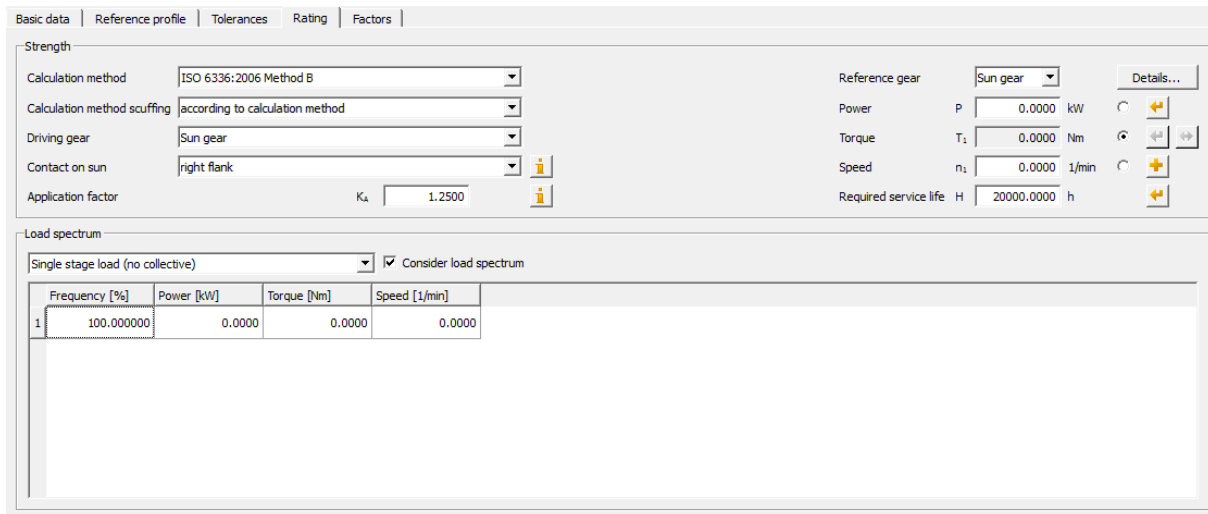 Basic data Reference profile Tolerances Rating Factors
Strength
Calculation method ISO 6336:2006 Method B Reference gear Sun gear Details...
Calculation method scuffing according to calculation method Power P 0.0000 kW
Driving gear Sun gear Torque T₁ 0.0000 Nm
Contact on sun right flank Speed n₁ 0.0000 1/min
Application factor Kᴀ 1.2500 Required service life H 20000.0000 h
Load spectrum
Single stage load (no collective) Consider load spectrum
Frequency [%] Power [kW] Torque [Nm] Speed [1/min]
1 100.000000 0.0000 0.0000 0.0000